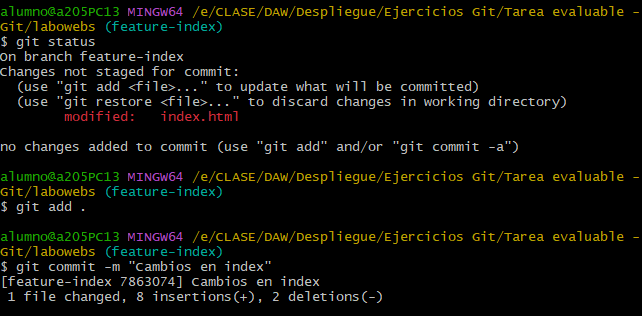 alumno@a205PC13 MINGW64 /e/CLASE/DAW/Despliegue/Ejercicios Git/Tarea evaluable -
Git/labowebs (feature-index)
$ git status
On branch feature-index
Changes not staged for commit:
  (use "git add <file>..." to update what will be committed)
  (use "git restore <file>..." to discard changes in working directory)
        modified:   index.html

no changes added to commit (use "git add" and/or "git commit -a")

alumno@a205PC13 MINGW64 /e/CLASE/DAW/Despliegue/Ejercicios Git/Tarea evaluable -
Git/labowebs (feature-index)
$ git add .

alumno@a205PC13 MINGW64 /e/CLASE/DAW/Despliegue/Ejercicios Git/Tarea evaluable -
Git/labowebs (feature-index)
$ git commit -m "Cambios en index"
[feature-index 7863074] Cambios en index
 1 file changed, 8 insertions(+), 2 deletions(-)